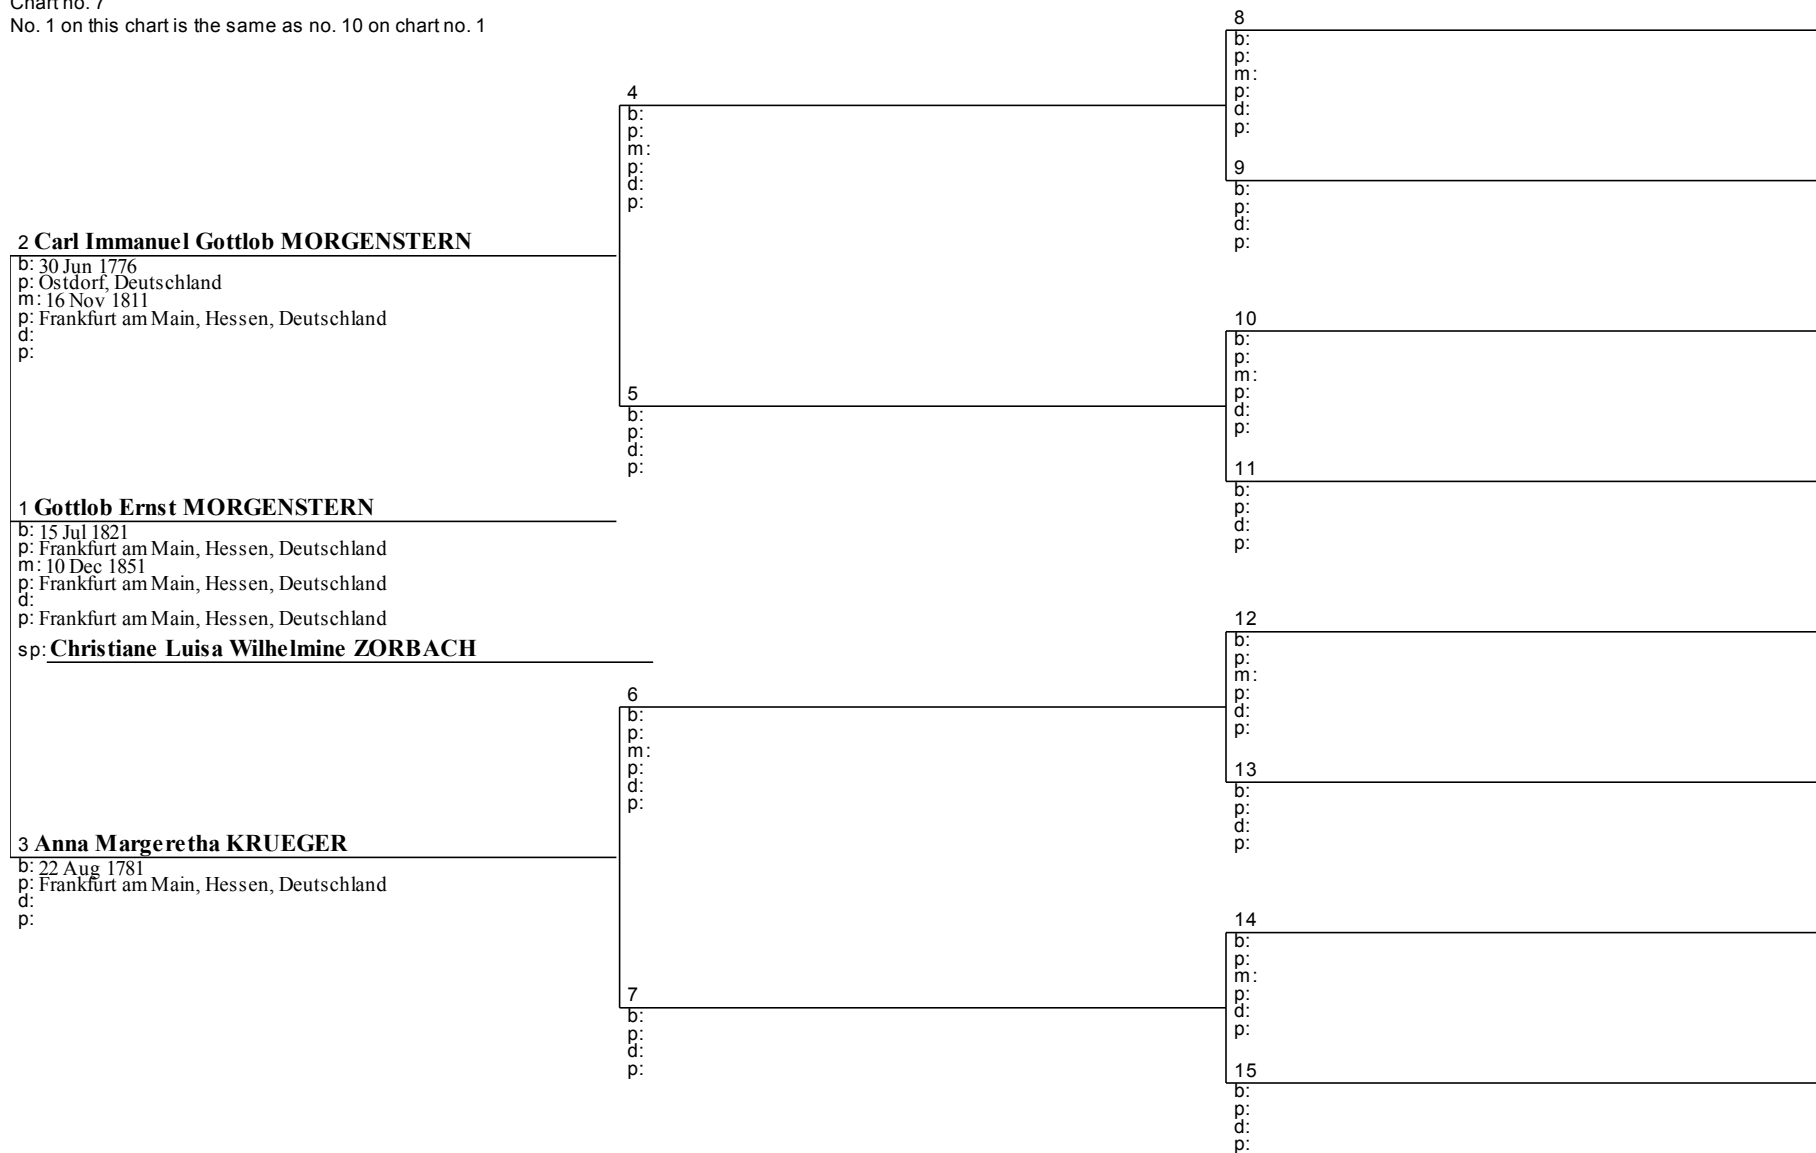 Chart no. 7
No. 1 on this chart is the same as no. 10 on chart no. 1
2 Carl Immanuel Gottlob MORGENSTERN
b: 30 Jun 1776
p: Ostdorf, Deutschland
m: 16 Nov 1811
p: Frankfurt am Main, Hessen, Deutschland
d:
p:
1 Gottlob Ernst MORGENSTERN
b: 15 Jul 1821
p: Frankfurt am Main, Hessen, Deutschland
m: 10 Dec 1851
p: Frankfurt am Main, Hessen, Deutschland
d:
p: Frankfurt am Main, Hessen, Deutschland
sp: Christiane Luisa Wilhelmine ZORBACH
3 Anna Margeretha KRUEGER
b: 22 Aug 1781
p: Frankfurt am Main, Hessen, Deutschland
d:
p:
4
b:
p:
m:
p:
d:
p:
5
b:
p:
d:
p:
6
b:
p:
m:
p:
d:
p:
7
b:
p:
d:
p:
8
b:
p:
m:
p:
d:
p:
9
b:
p:
d:
p:
10
b:
p:
m:
p:
d:
p:
11
b:
p:
d:
p:
12
b:
p:
m:
p:
d:
p:
13
b:
p:
d:
p:
14
b:
p:
m:
p:
d:
p:
15
b:
p:
d:
p: